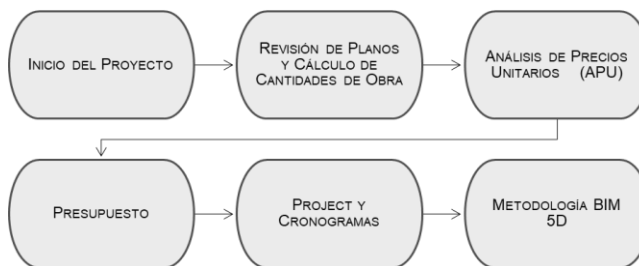 INICIO DEL PROYECTO
REVISIÓN DE PLANOS
Y CÁLCULO DE
CANTIDADES DE OBRA
ANÁLISIS DE PRECIOS
UNITARIOS (APU)
PRESUPUESTO
PROJECT Y
CRONOGRAMAS
METODOLOGÍA BIM
5D